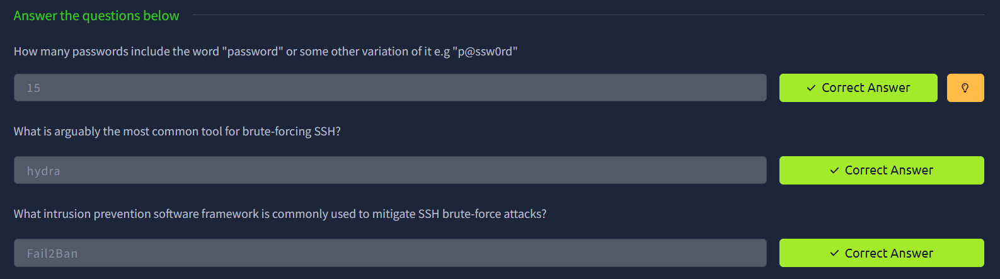 Answer the questions below
How many passwords include the word "password" or some other variation of it e.g "p@ssw0rd"
15
Correct Answer
What is arguably the most common tool for brute-forcing SSH?
hydra
Correct Answer
What intrusion prevention software framework is commonly used to mitigate SSH brute-force attacks?
Fail2Ban
Correct Answer